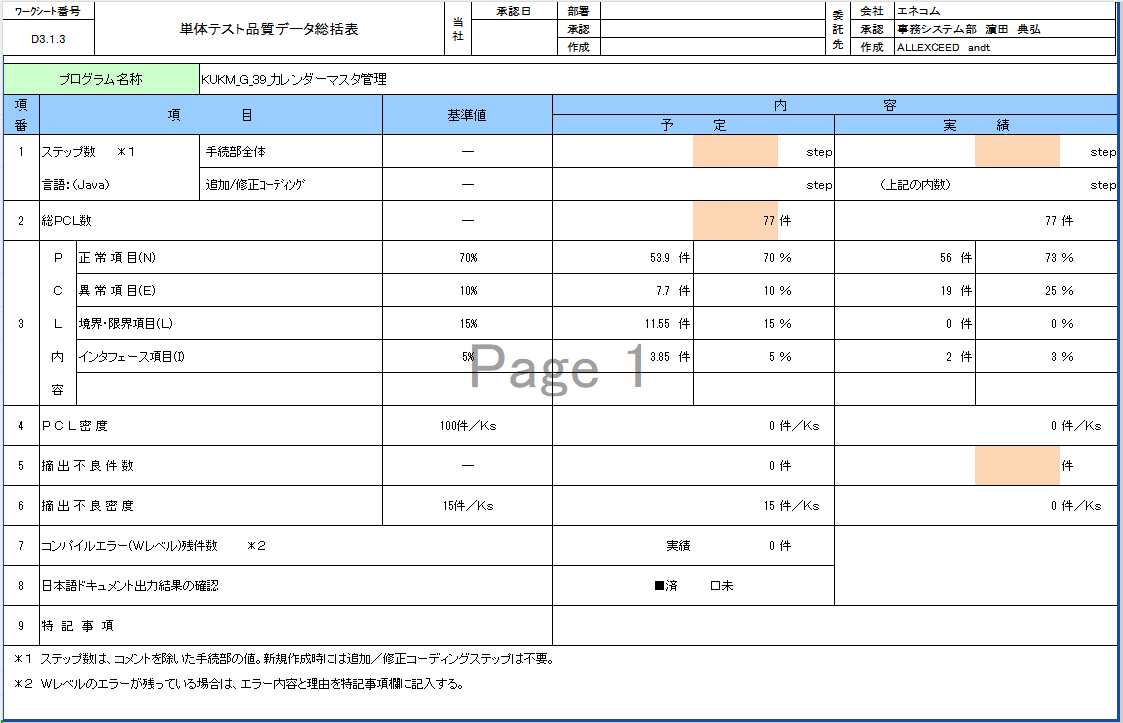 ワークシート番号
D3.1.3
単体テスト品質データ総括表
当社
承認日
部署
承認
作成
委託先
会社 エネコム
承認 事務システム部 濵田 典弘
作成 ALLEXCEED andt
プログラム名称 KUKM_G_39_カレンダーマスタ管理
項番 項 目 基準値 内 容
予 定 実 績
1 ステップ数 *1 手続部全体 ― step step
言語:(Java) 追加/修正コーディング ― step (上記の内数) step
2 総PCL数 ― 77 件 77 件
3 PCL内容
正 常 項 目(N) 70% 53.9 件 70 % 56 件 73 %
異 常 項 目(E) 10% 7.7 件 10 % 19 件 25 %
境界・限界項目(L) 15% 11.55 件 15 % 0 件 0 %
インタフェース項目(I) 5% 3.85 件 5 % 2 件 3 %
Page 1
4 PCL密度 100件/Ks 0 件/Ks 0 件/Ks
5 摘出不良件数 ― 0 件 件
6 摘出不良密度 15件/Ks 15 件/Ks 0 件/Ks
7 コンパイルエラー(Wレベル)残件数 *2 実績 0 件
8 日本語ドキュメント出力結果の確認 ■済 □未
9 特 記 事 項
*1 ステップ数は、コメントを除いた手続部の値。新規作成時には追加/修正コーディングステップは不要。
*2 Wレベルのエラーが残っている場合は、エラー内容と理由を特記事項欄に記入する。